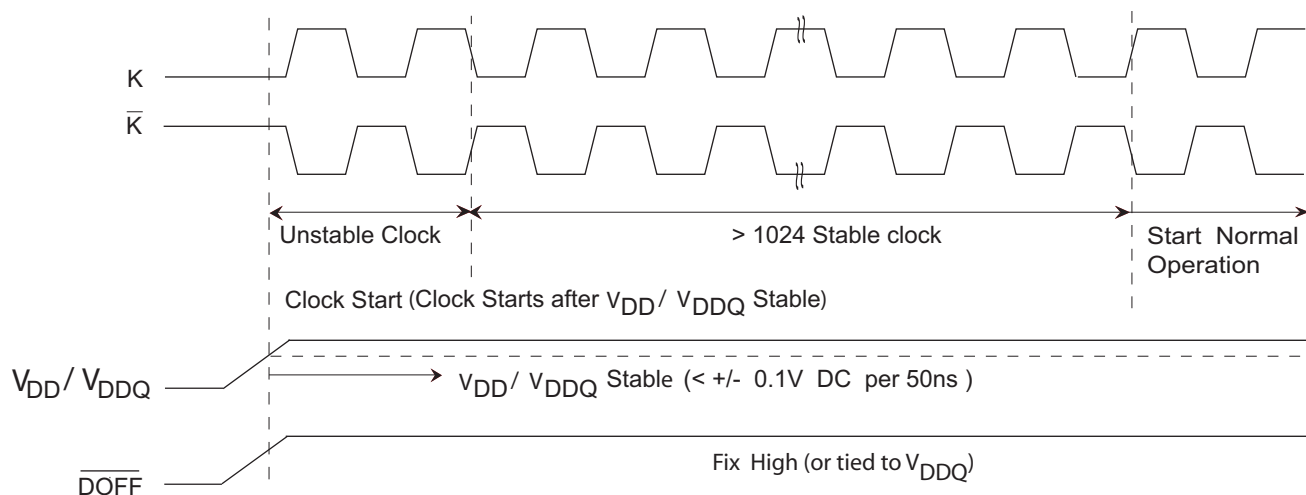 K
K̅
Unstable Clock
> 1024 Stable clock
Start Normal
Operation
Clock Start (Clock Starts after VDD / VDDQ Stable)
VDD / VDDQ
VDD / VDDQ Stable (< +/- 0.1V DC per 50ns )
Fix High (or tied to VDDQ)
D̅O̅F̅F̅